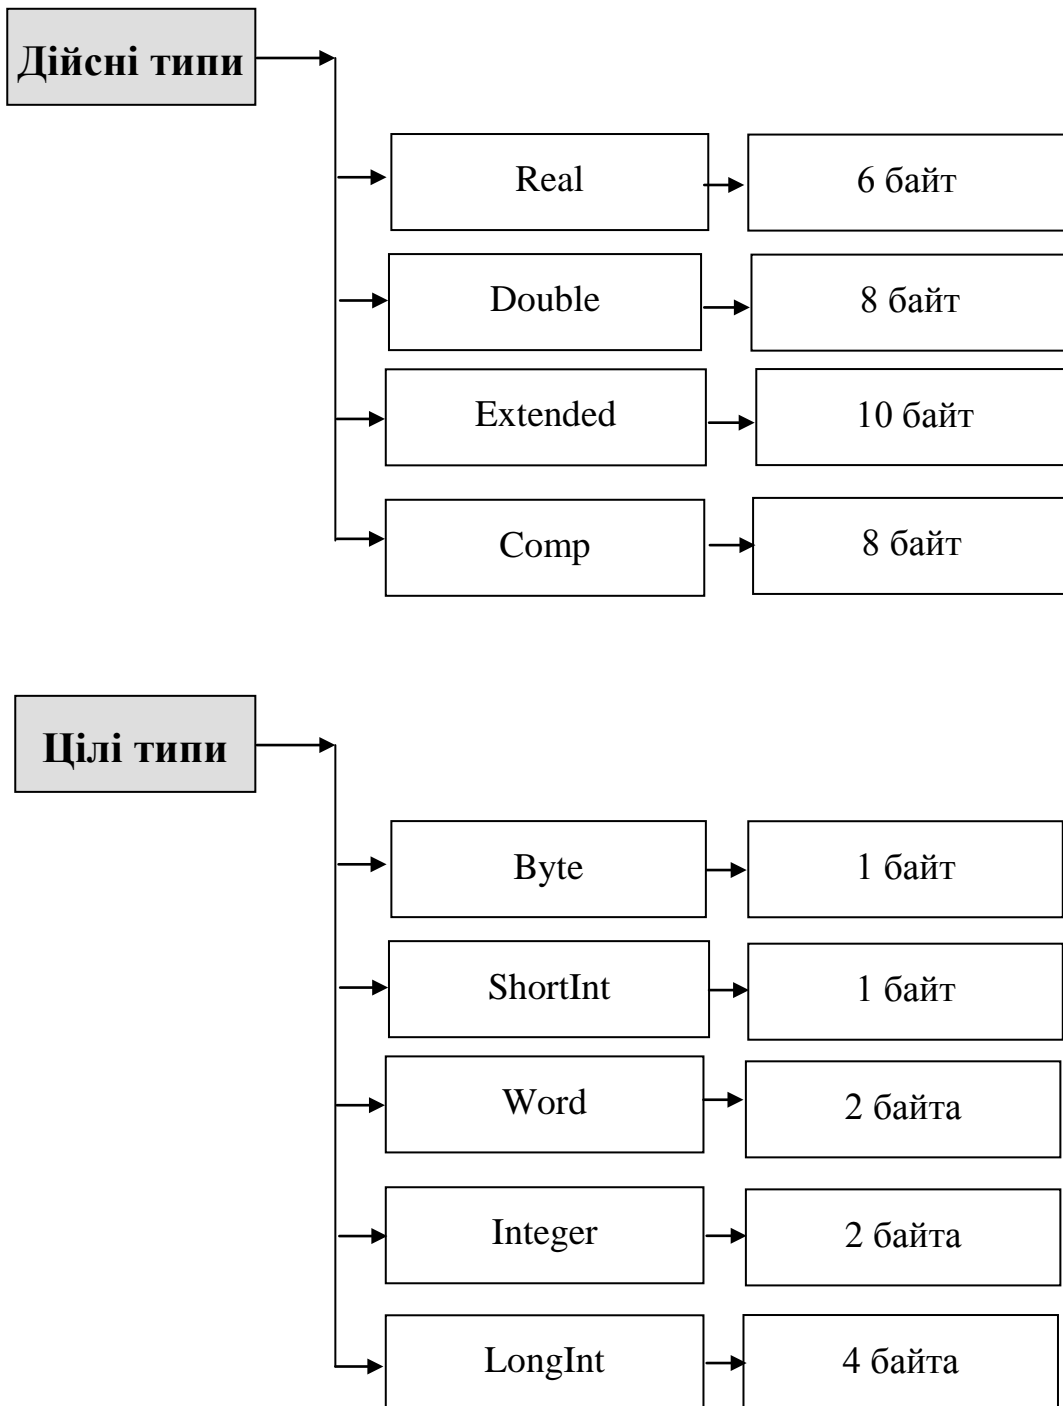 Дійсні типи
Real
6 байт
Double
8 байт
Extended
10 байт
Comp
8 байт
Цілі типи
Byte
1 байт
ShortInt
1 байт
Word
2 байта
Integer
2 байта
LongInt
4 байта